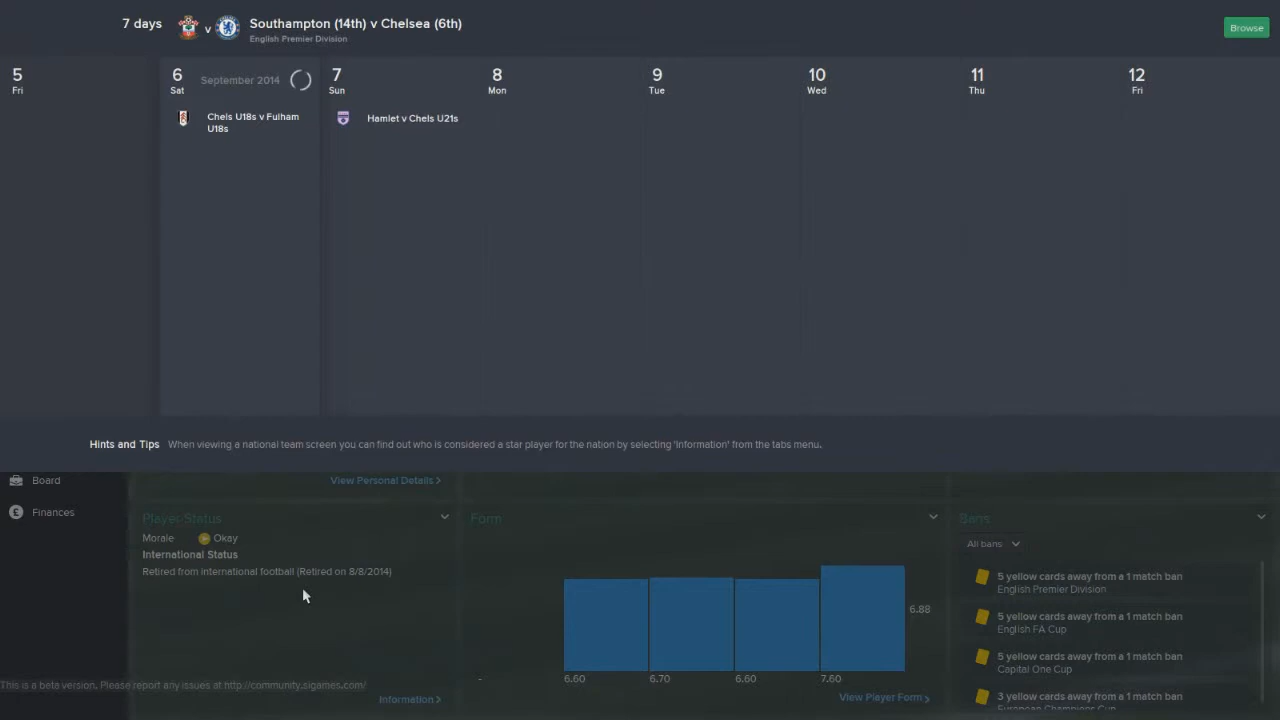 7 days
v
Southampton (14th) v Chelsea (6th)
English Premier Division
Browse
5
Fri
6
Sat
September 2014
7
Sun
8
Mon
9
Tue
10
Wed
11
Thu
12
Fri
Chels U18s v Fulham
U18s
Hamlet v Chels U21s
Hints and Tips When viewing a national team screen you can find out who is considered a star player for the nation by selecting 'Information' from the tabs menu.
Board
Finances
View Personal Details >
Player Status
Morale Okay
International Status
Retired from international football (Retired on 8/8/2014)
Information >
Form
6.88
-
6.60 6.70 6.60 7.60
View Player Form >
Bans
All bans
5 yellow cards away from a 1 match ban
English Premier Division
5 yellow cards away from a 1 match ban
English FA Cup
5 yellow cards away from a 1 match ban
Capital One Cup
3 yellow cards away from a 1 match ban
European Champions Cup
This is a beta version. Please report any issues at http://community.sigames.com/